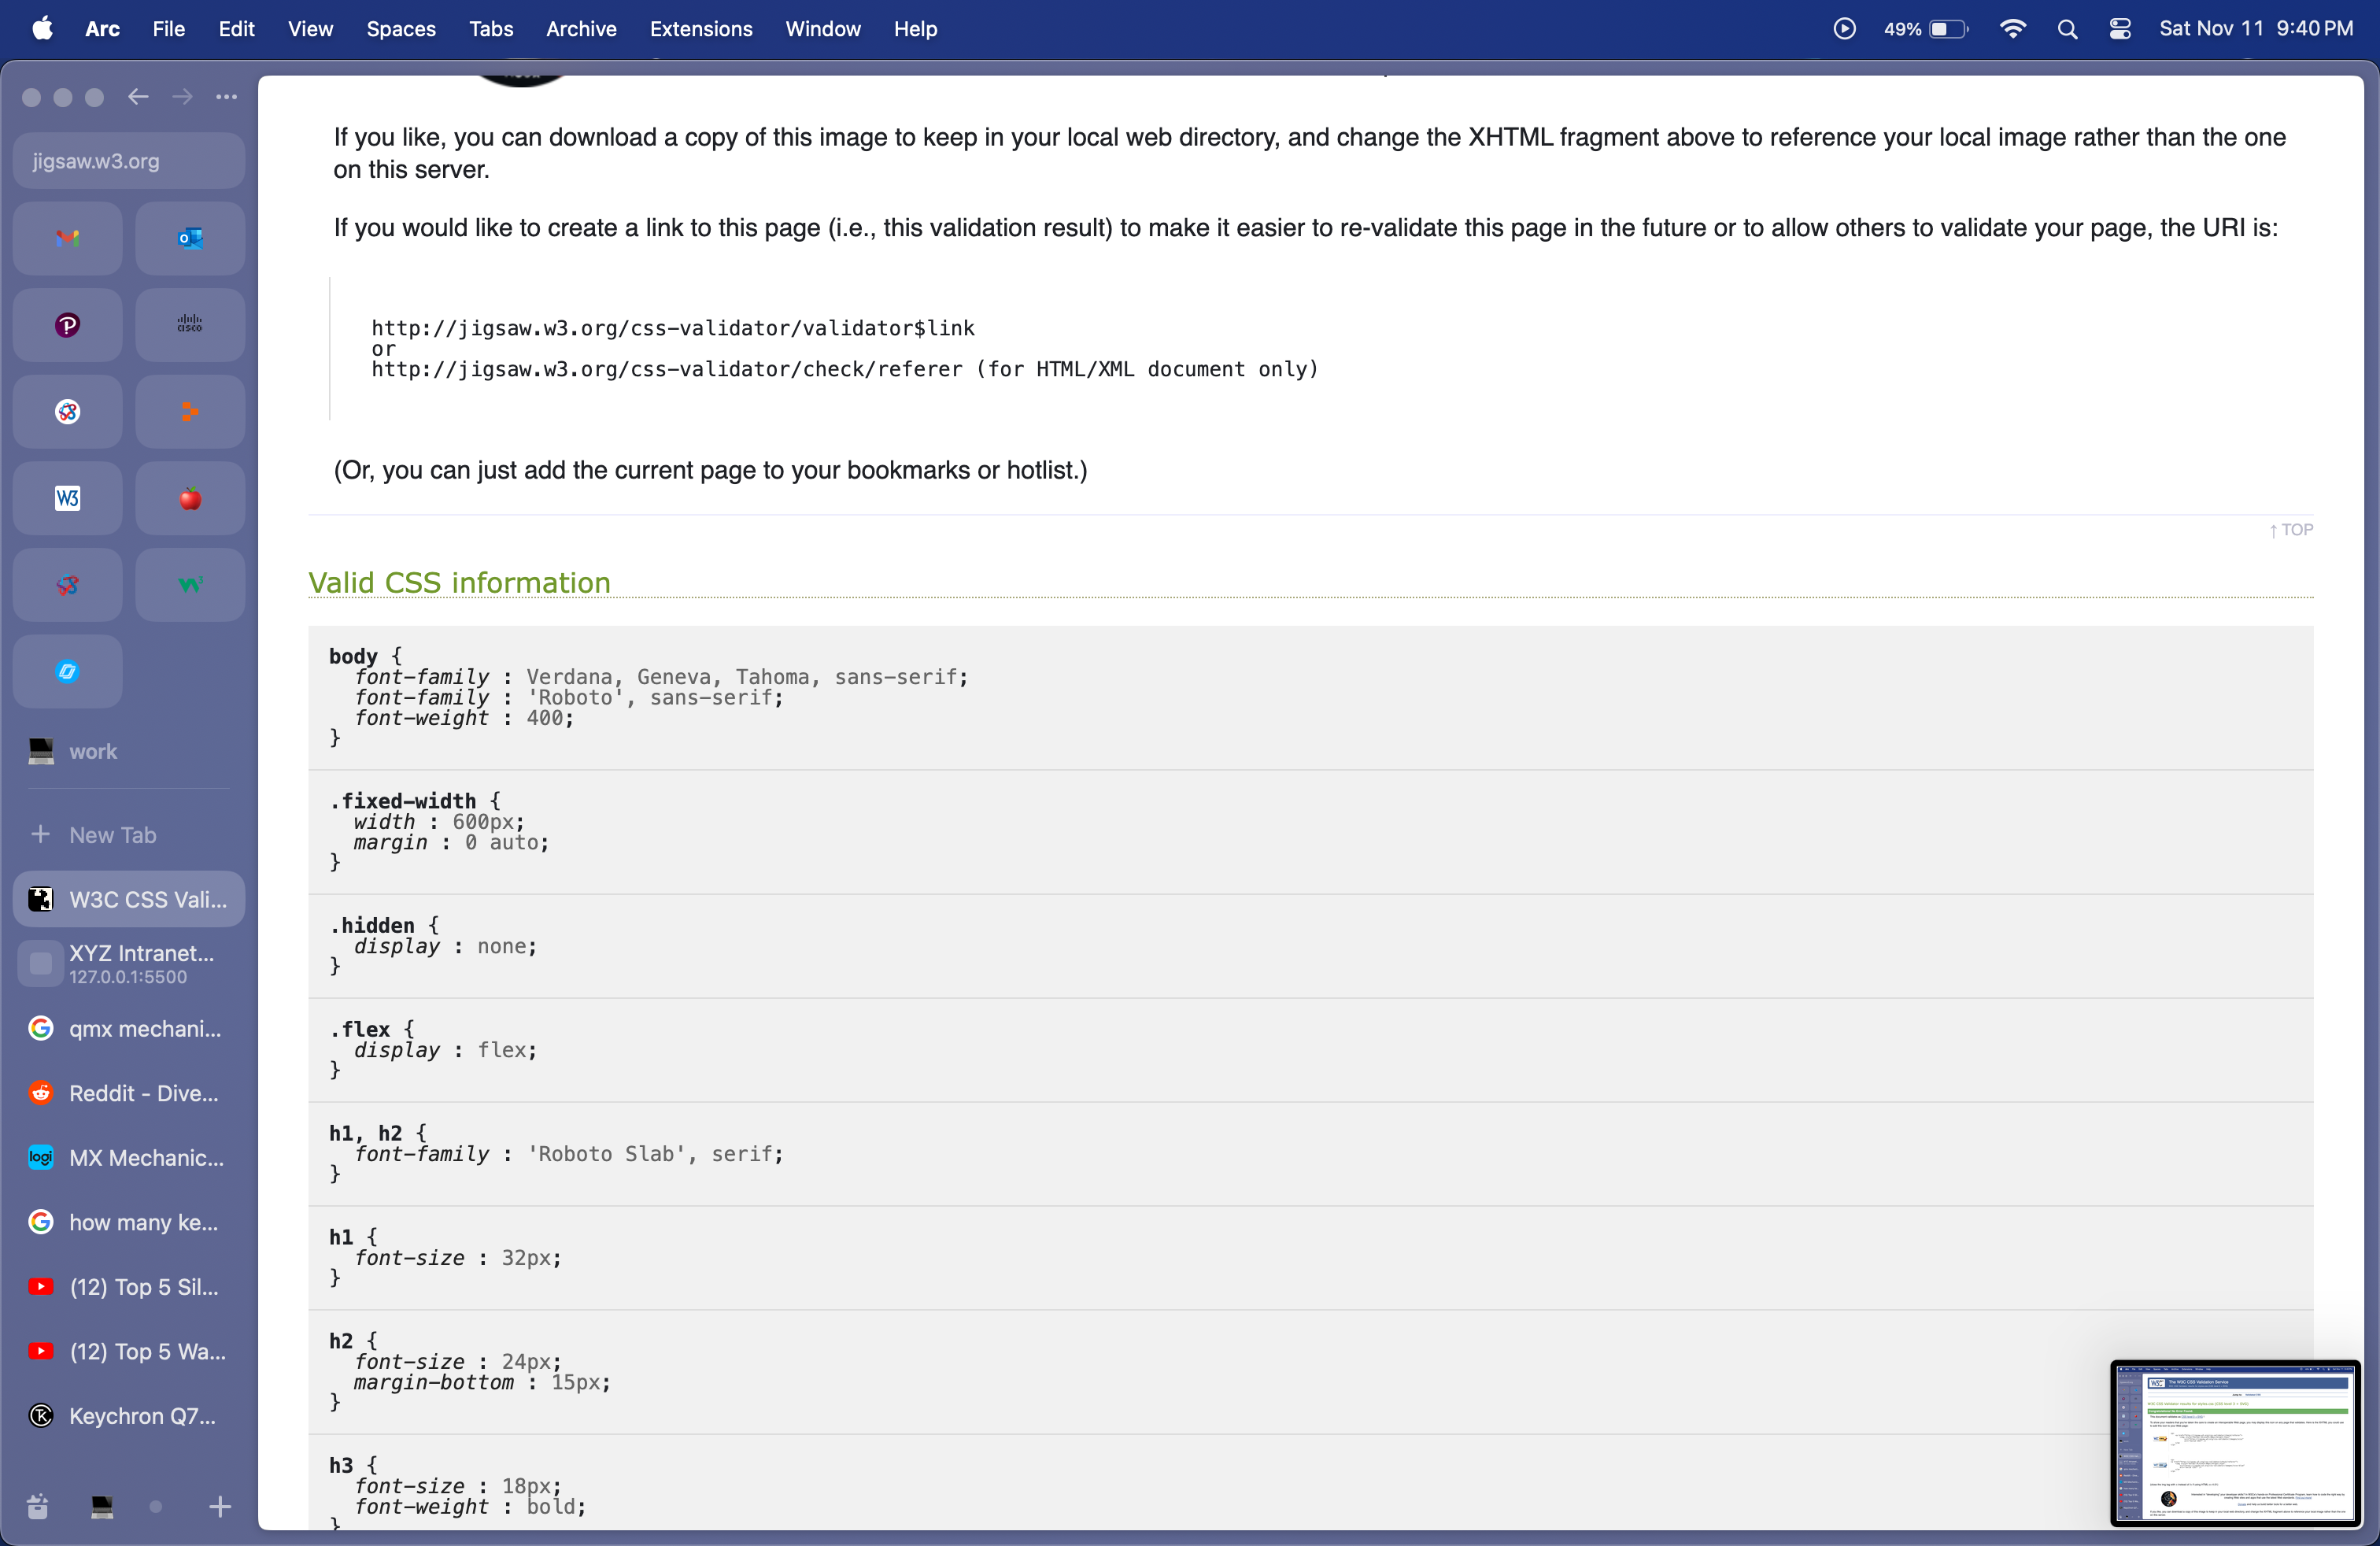 Arc File Edit View Spaces Tabs Archive Extensions Window Help 49% Sat Nov 11 9:40 PM
jigsaw.w3.org
CISCO
W3
work
New Tab
W3C CSS Vali...
XYZ Intranet...
127.0.0.1:5500
qmx mechani...
Reddit - Dive...
logi MX Mechanic...
how many ke...
(12) Top 5 Sil...
(12) Top 5 Wa...
Keychron Q7...
If you like, you can download a copy of this image to keep in your local web directory, and change the XHTML fragment above to reference your local image rather than the one
on this server.
If you would like to create a link to this page (i.e., this validation result) to make it easier to re-validate this page in the future or to allow others to validate your page, the URI is:
http://jigsaw.w3.org/css-validator/validator$link
or
http://jigsaw.w3.org/css-validator/check/referer (for HTML/XML document only)
(Or, you can just add the current page to your bookmarks or hotlist.)
↑ TOP
Valid CSS information
body {
font-family : Verdana, Geneva, Tahoma, sans-serif;
font-family : 'Roboto', sans-serif;
font-weight : 400;
}
.fixed-width {
width : 600px;
margin : 0 auto;
}
.hidden {
display : none;
}
.flex {
display : flex;
}
h1, h2 {
font-family : 'Roboto Slab', serif;
}
h1 {
font-size : 32px;
}
h2 {
font-size : 24px;
margin-bottom : 15px;
}
h3 {
font-size : 18px;
font-weight : bold;
}
The W3C CSS Validation Service